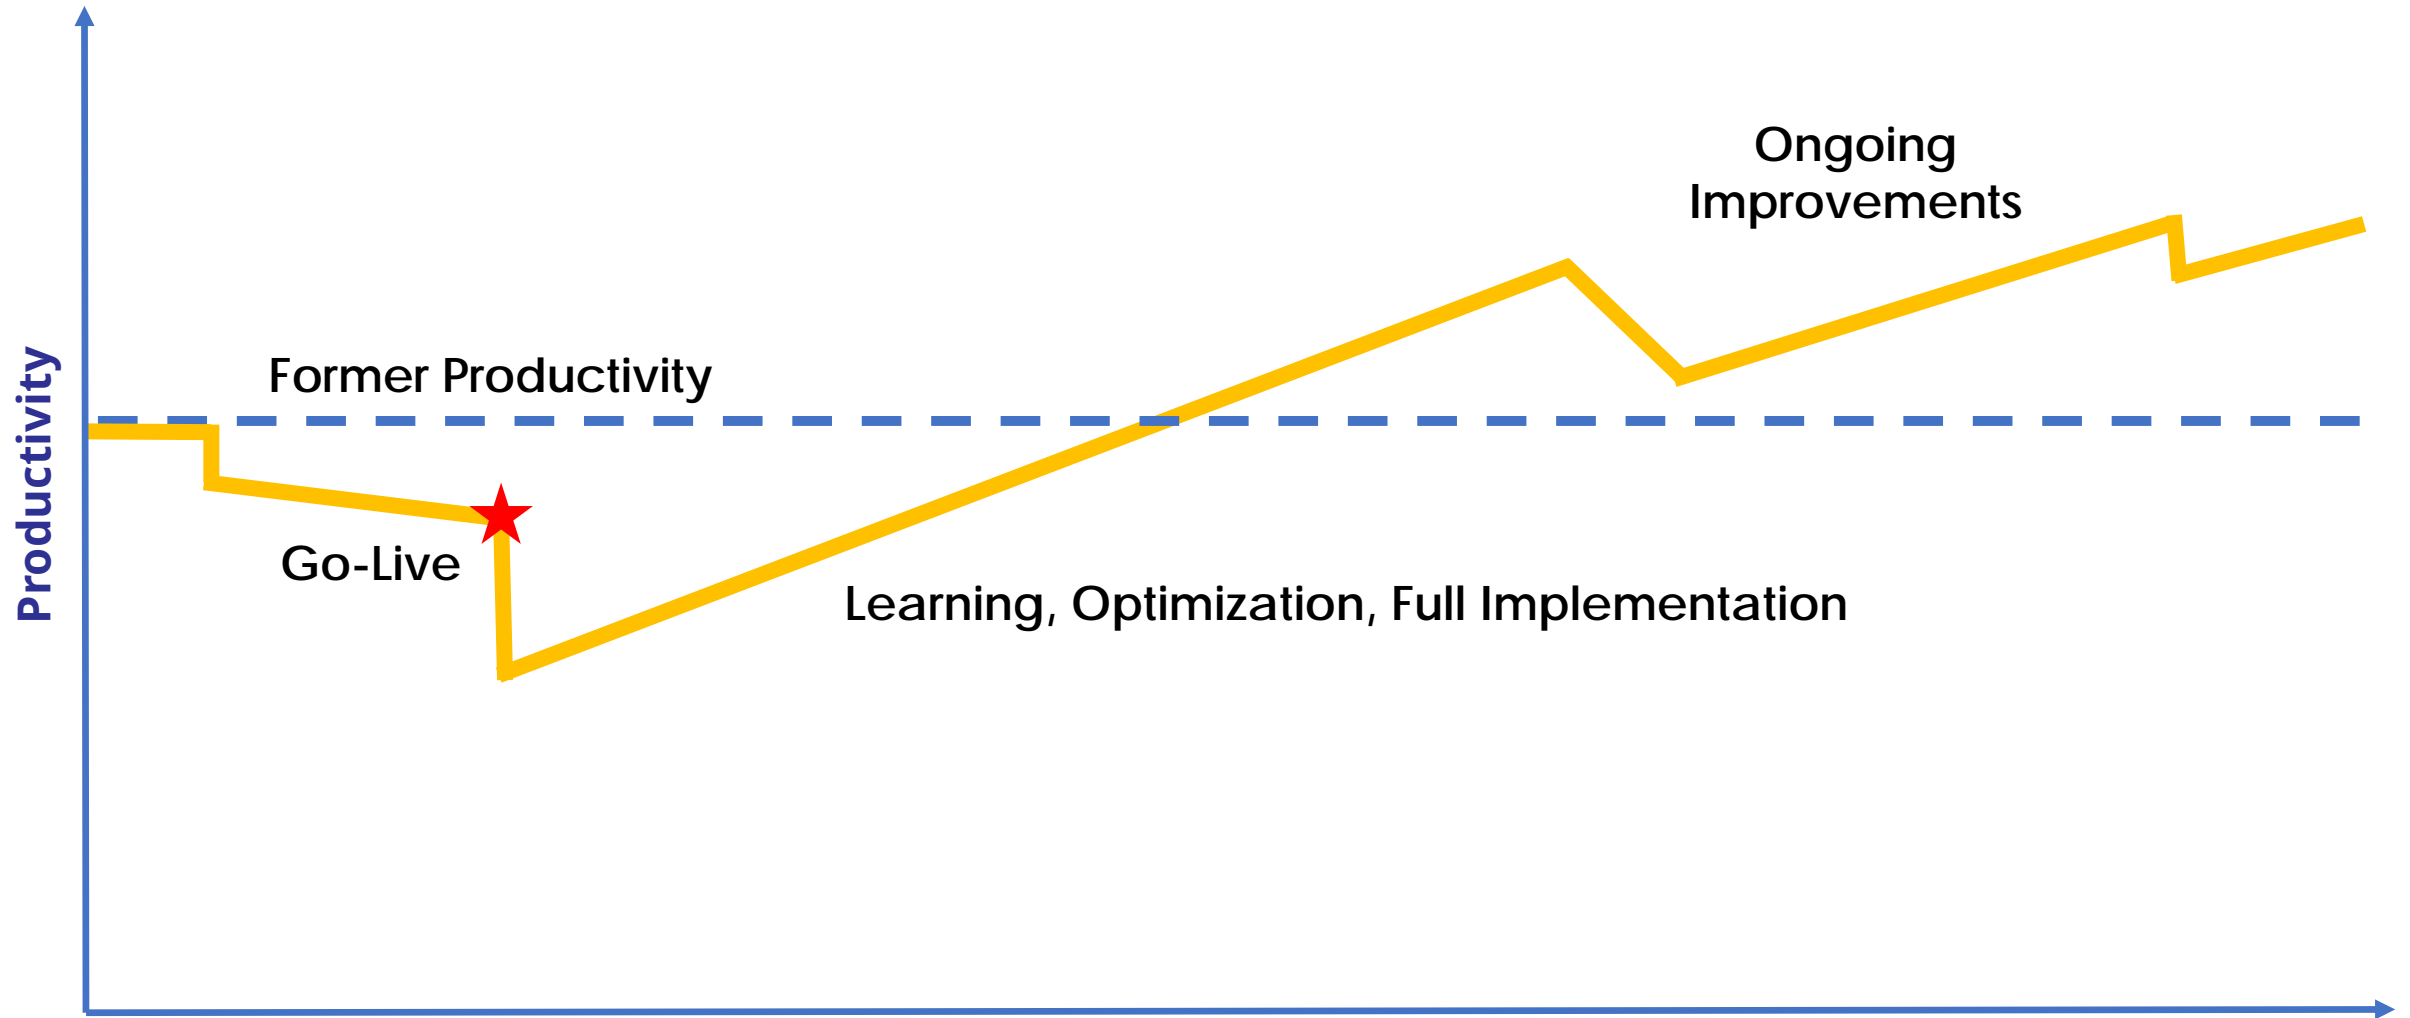 Ongoing
Improvements
Former Productivity
Productivity
Go-Live
Learning, Optimization, Full Implementation